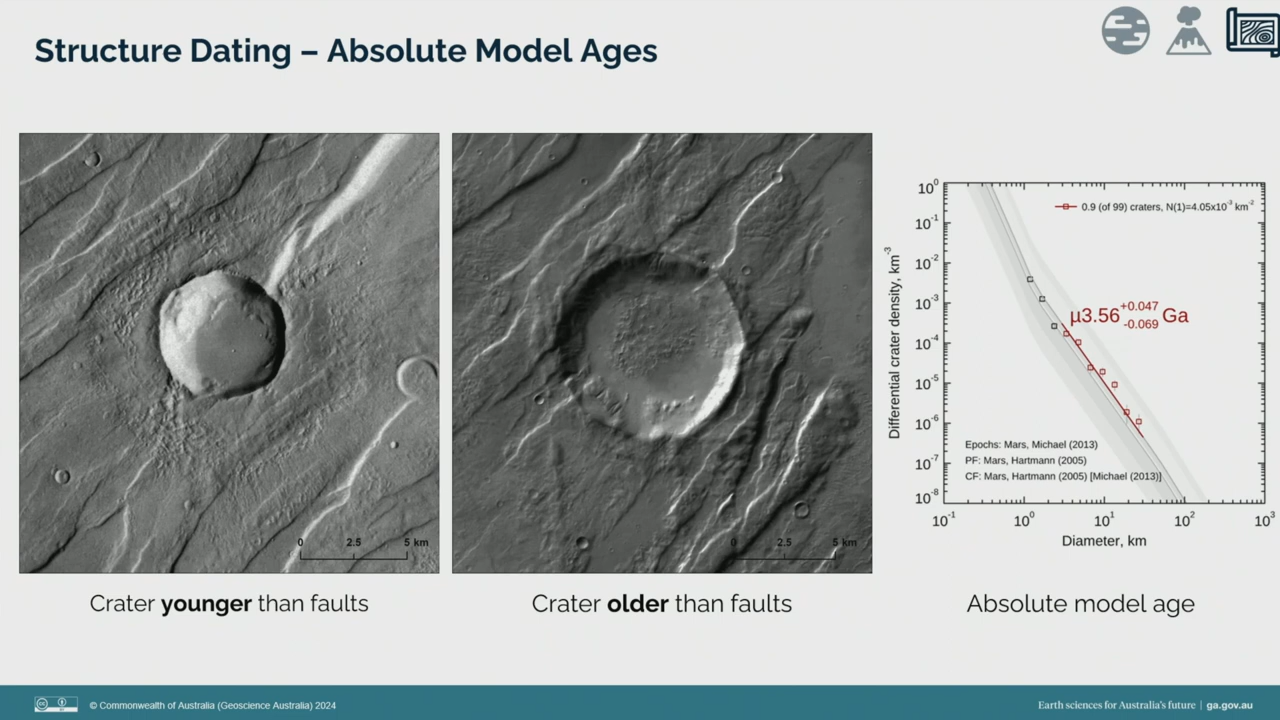 Structure Dating – Absolute Model Ages
0 2.5 5 km
0 2.5 5 km
10⁰
10⁻¹
10⁻²
10⁻³
10⁻⁴
10⁻⁵
10⁻⁶
10⁻⁷
10⁻⁸
Differential crater density, km⁻³
0.9 (of 99) craters, N(1)=4.05x10⁻³ km⁻²
μ3.56 +0.047 -0.069 Ga
Epochs: Mars, Michael (2013)
PF: Mars, Hartmann (2005)
CF: Mars, Hartmann (2005) [Michael (2013)]
10⁻¹ 10⁰ 10¹ 10² 10³
Diameter, km
Crater younger than faults
Crater older than faults
Absolute model age
© Commonwealth of Australia (Geoscience Australia) 2024
Earth sciences for Australia's future | ga.gov.au